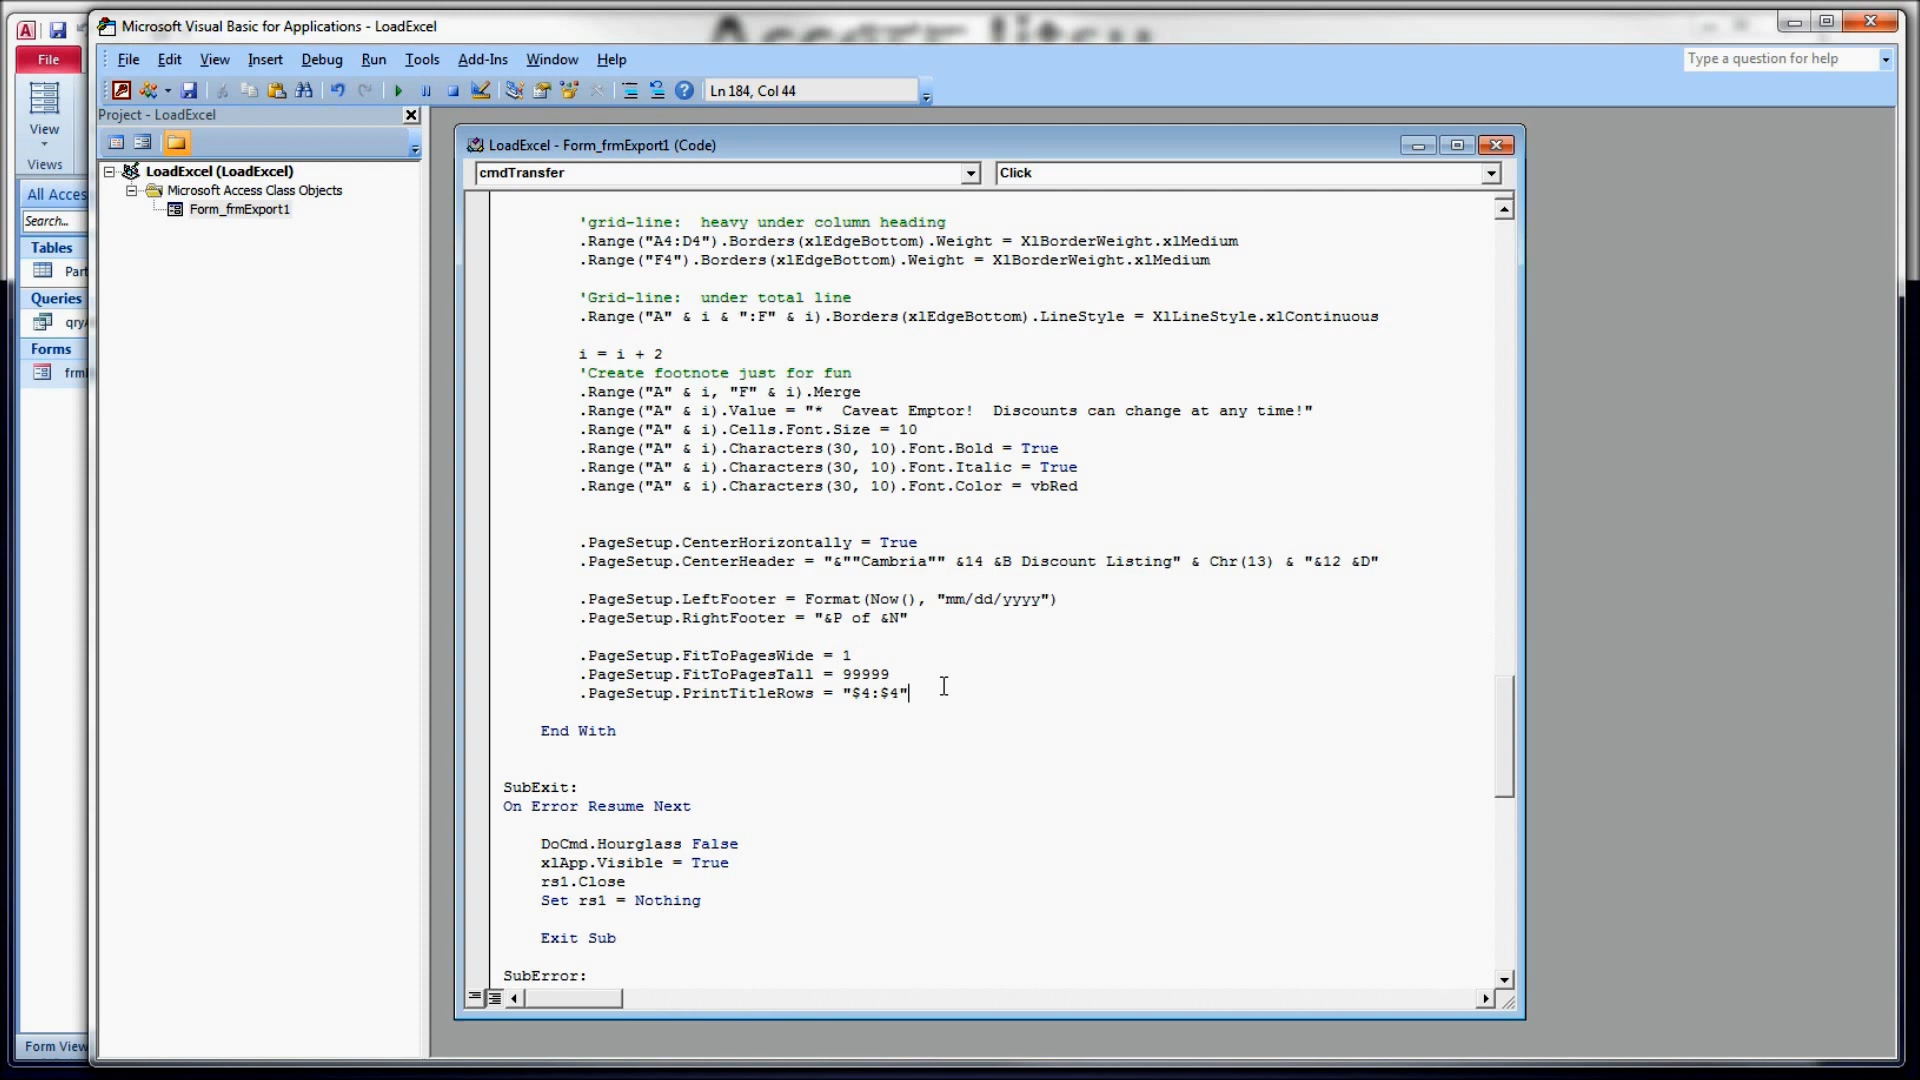 Microsoft Visual Basic for Applications - LoadExcel
File
File Edit View Insert Debug Run Tools Add-Ins Window Help
Type a question for help
Ln 184, Col 44
View
Views
All Acces
Search...
Tables
Part
Queries
qryA
Forms
Form View
Project - LoadExcel
LoadExcel (LoadExcel)
Microsoft Access Class Objects
Form_frmExport1
LoadExcel - Form_frmExport1 (Code)
cmdTransfer
Click
'grid-line:  heavy under column heading
.Range("A4:D4").Borders(xlEdgeBottom).Weight = XlBorderWeight.xlMedium
.Range("F4").Borders(xlEdgeBottom).Weight = XlBorderWeight.xlMedium
'Grid-line:  under total line
.Range("A" & i & ":F" & i).Borders(xlEdgeBottom).LineStyle = XlLineStyle.xlContinuous
i = i + 2
'Create footnote just for fun
.Range("A" & i, "F" & i).Merge
.Range("A" & i).Value = "*  Caveat Emptor!  Discounts can change at any time!"
.Range("A" & i).Cells.Font.Size = 10
.Range("A" & i).Characters(30, 10).Font.Bold = True
.Range("A" & i).Characters(30, 10).Font.Italic = True
.Range("A" & i).Characters(30, 10).Font.Color = vbRed
.PageSetup.CenterHorizontally = True
.PageSetup.CenterHeader = "&""Cambria"" &14 &B Discount Listing" & Chr(13) & "&12 &D"
.PageSetup.LeftFooter = Format(Now(), "mm/dd/yyyy")
.PageSetup.RightFooter = "&P of &N"
.PageSetup.FitToPagesWide = 1
.PageSetup.FitToPagesTall = 99999
.PageSetup.PrintTitleRows = "$4:$4"
End With
SubExit:
On Error Resume Next
DoCmd.Hourglass False
xlApp.Visible = True
rs1.Close
Set rs1 = Nothing
Exit Sub
SubError: